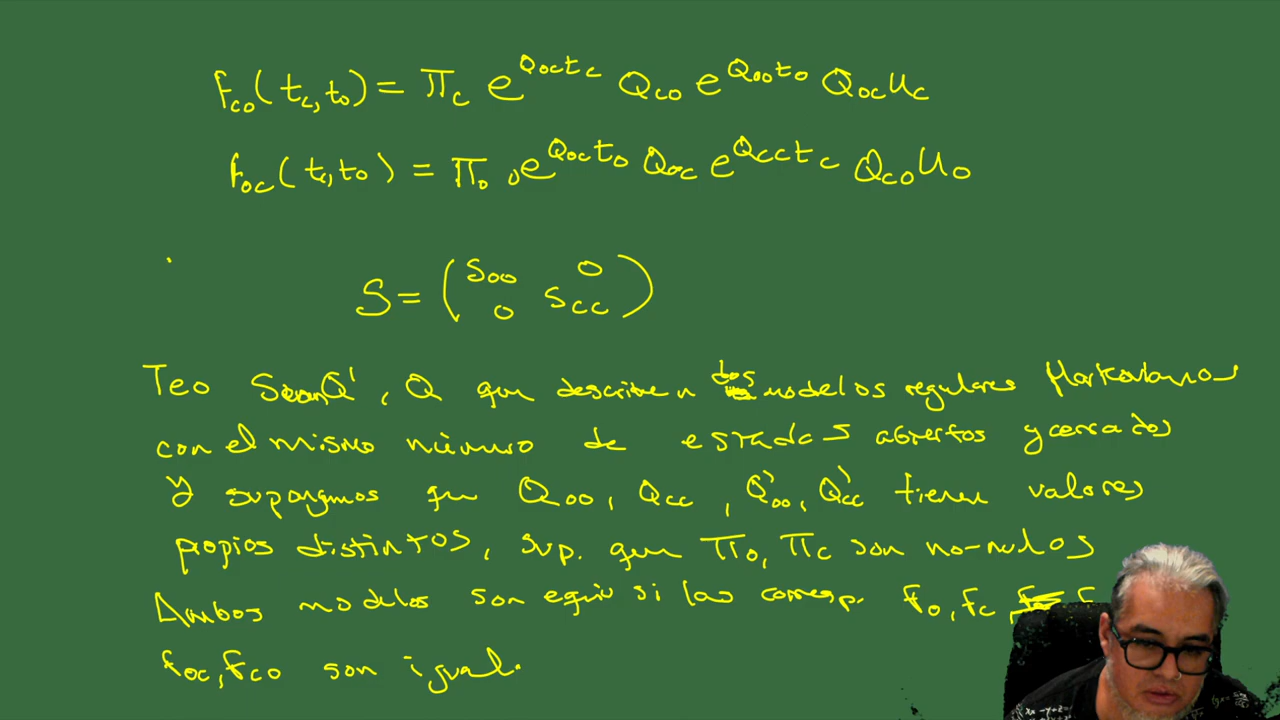 f_co(t_c,t_o) = π_c e^{Q_oc t_c} Q_co e^{Q_oo t_o} Q_oc u_c
f_oc(t_c,t_o) = π_o e^{Q_oc t_o} Q_oc e^{Q_cc t_c} Q_co u_o
S = ( S_oo 0
0 S_cc )
Teo Sean Q', Q que describen dos modelos regulares Markovianos
con el mismo número de estados abiertos y cerrados
y supongmos que Q_oo, Q_cc, Q'_oo, Q'_cc tienen valores
propios distintos, sup. que π_o, π_c son no-nulos
Ambos modelos son equiv si las corresp. f_o, f_c
f_oc, f_co son igual.